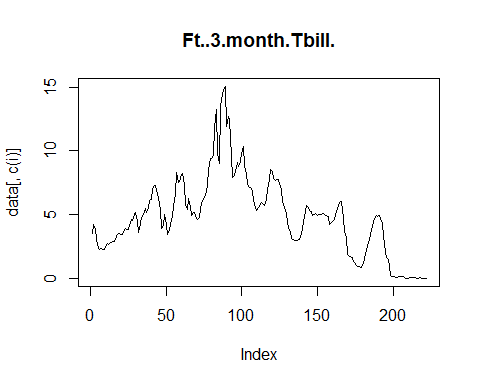 Ft..3.month.Tbill.
data[, c(i)]
15
10
5
0
0 50 100 150 200
Index